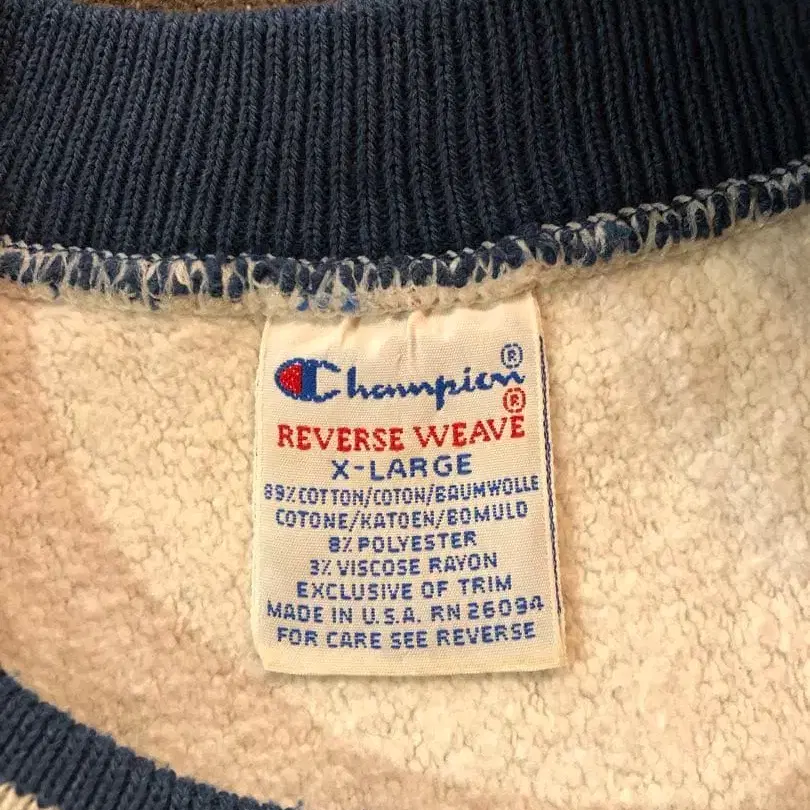 Champion®
REVERSE WEAVE®
X-LARGE
89% COTTON/COTON/BAUMWOLLE
COTONE/KATOEN/BOMULD
8% POLYESTER
3% VISCOSE RAYON
EXCLUSIVE OF TRIM
MADE IN U.S.A. RN 26094
FOR CARE SEE REVERSE